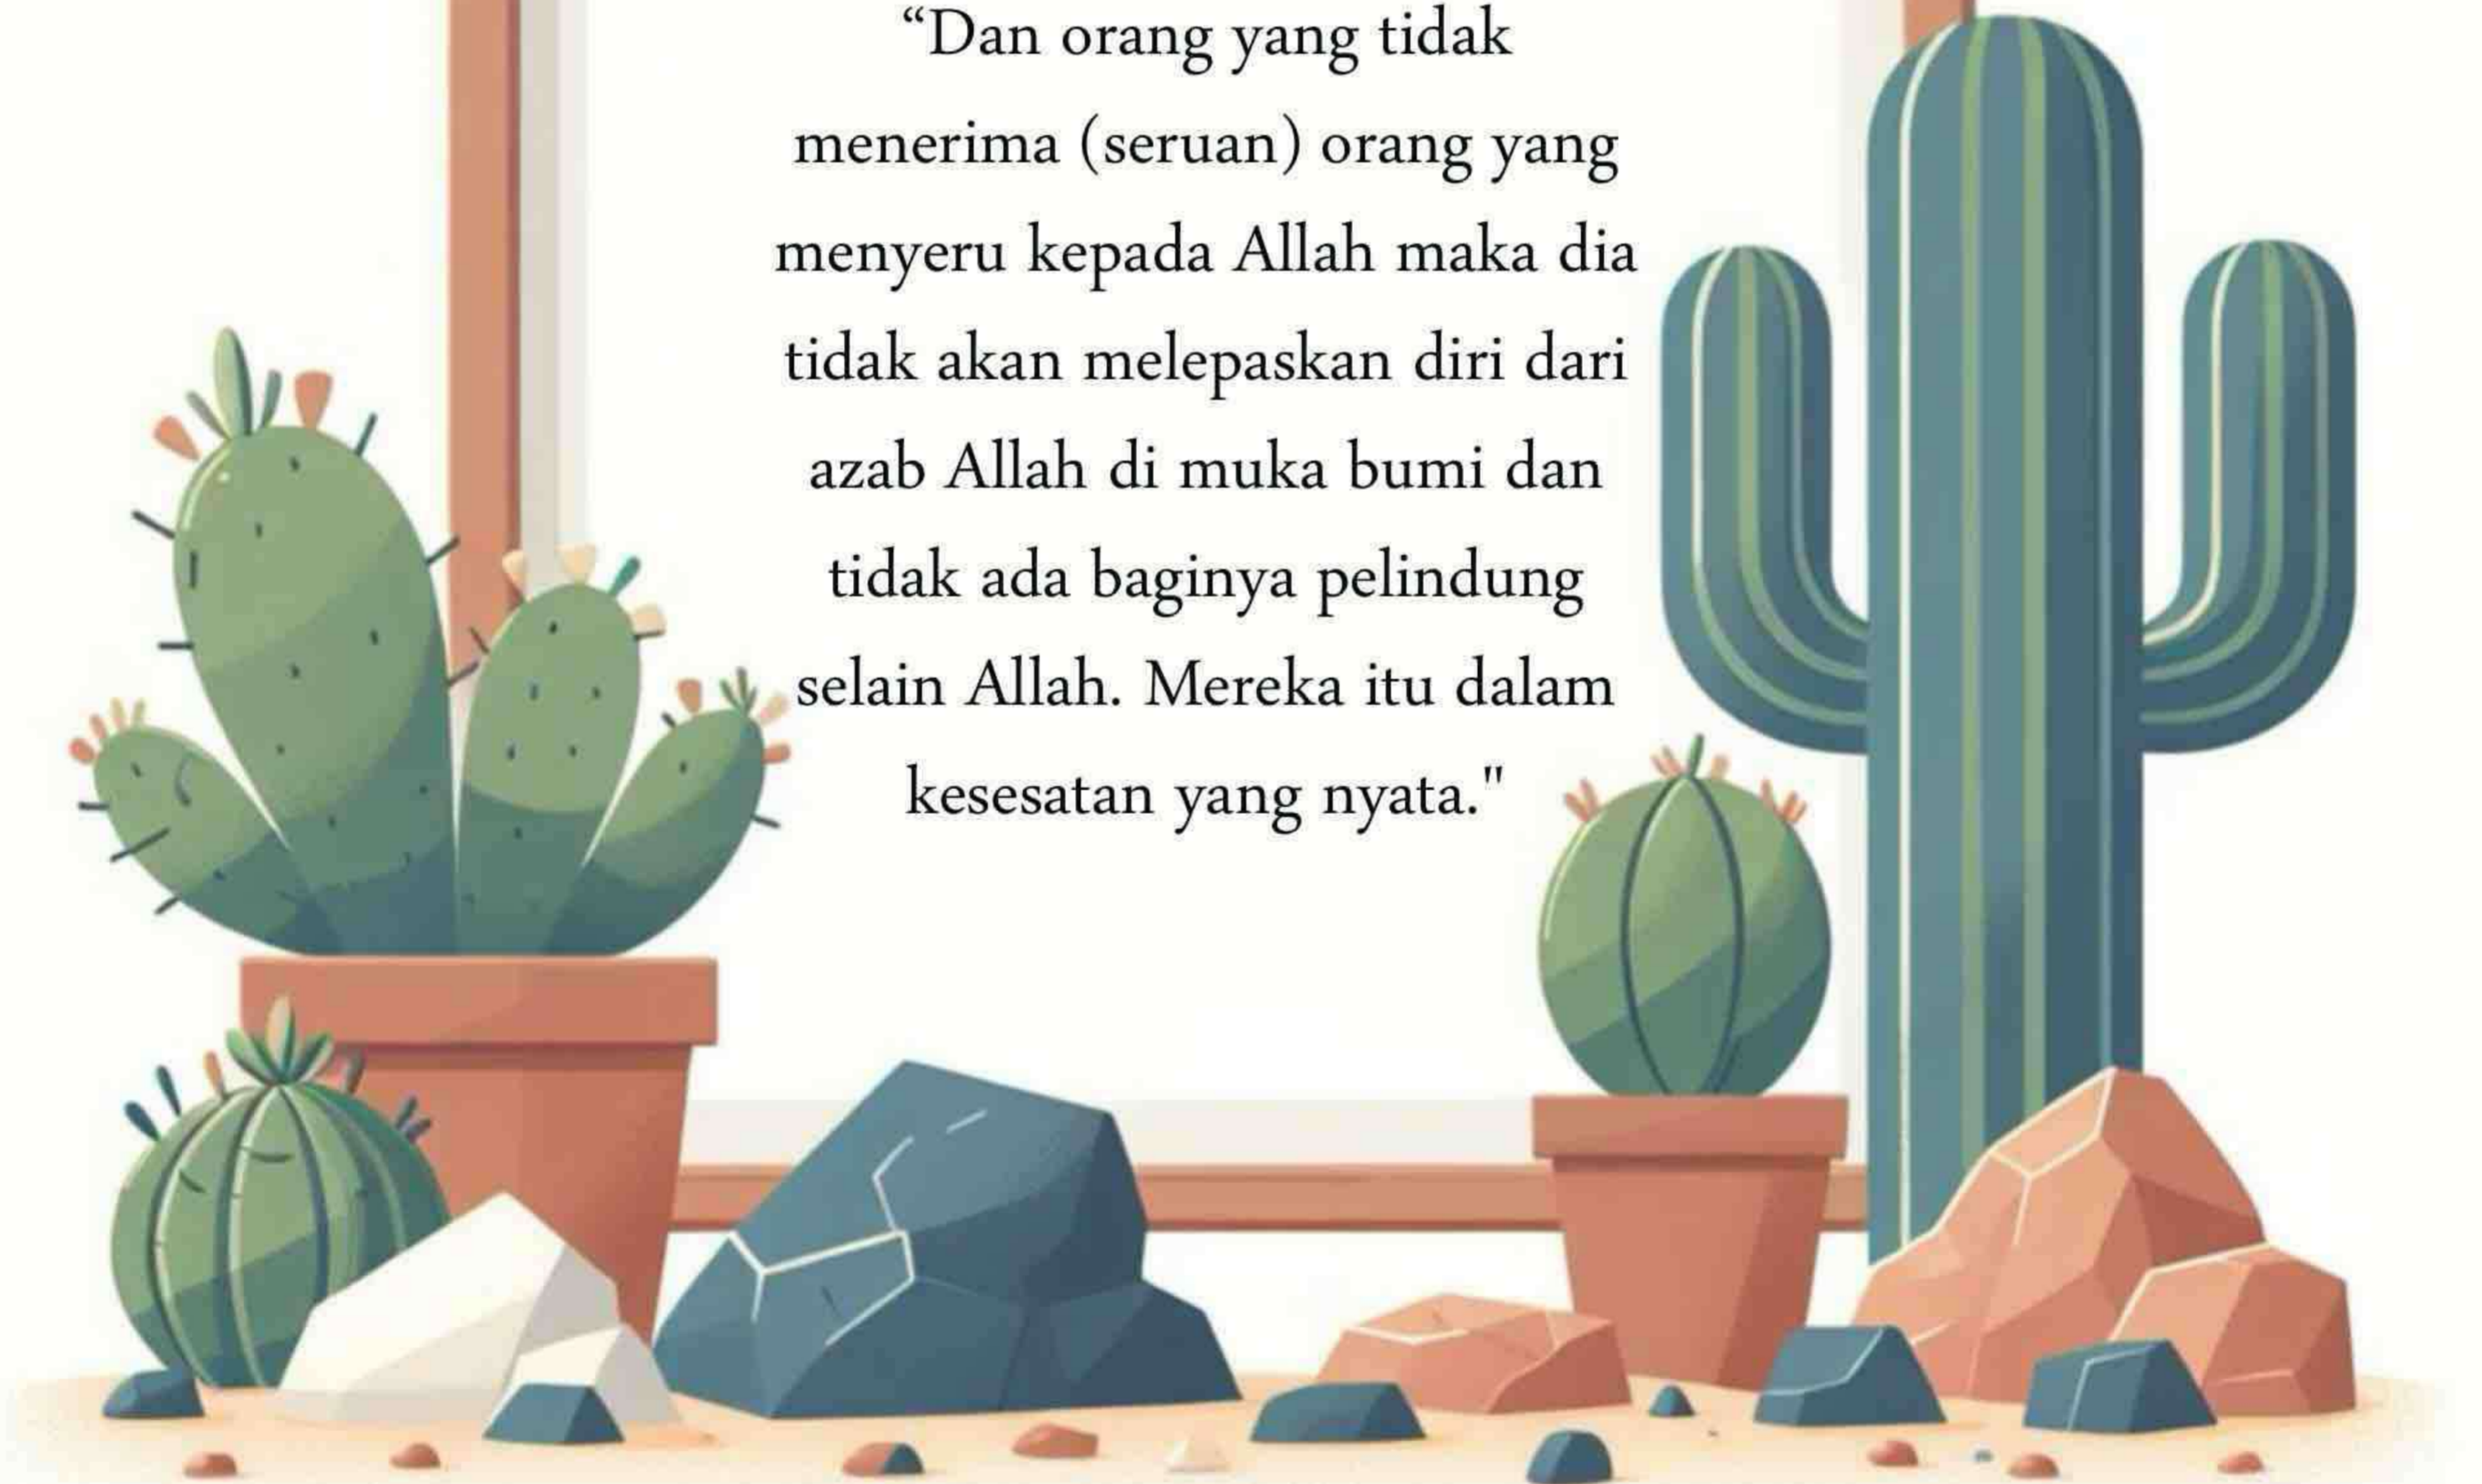 “Dan orang yang tidak
menerima (seruan) orang yang
menyeru kepada Allah maka dia
tidak akan melepaskan diri dari
azab Allah di muka bumi dan
tidak ada baginya pelindung
selain Allah. Mereka itu dalam
kesesatan yang nyata."